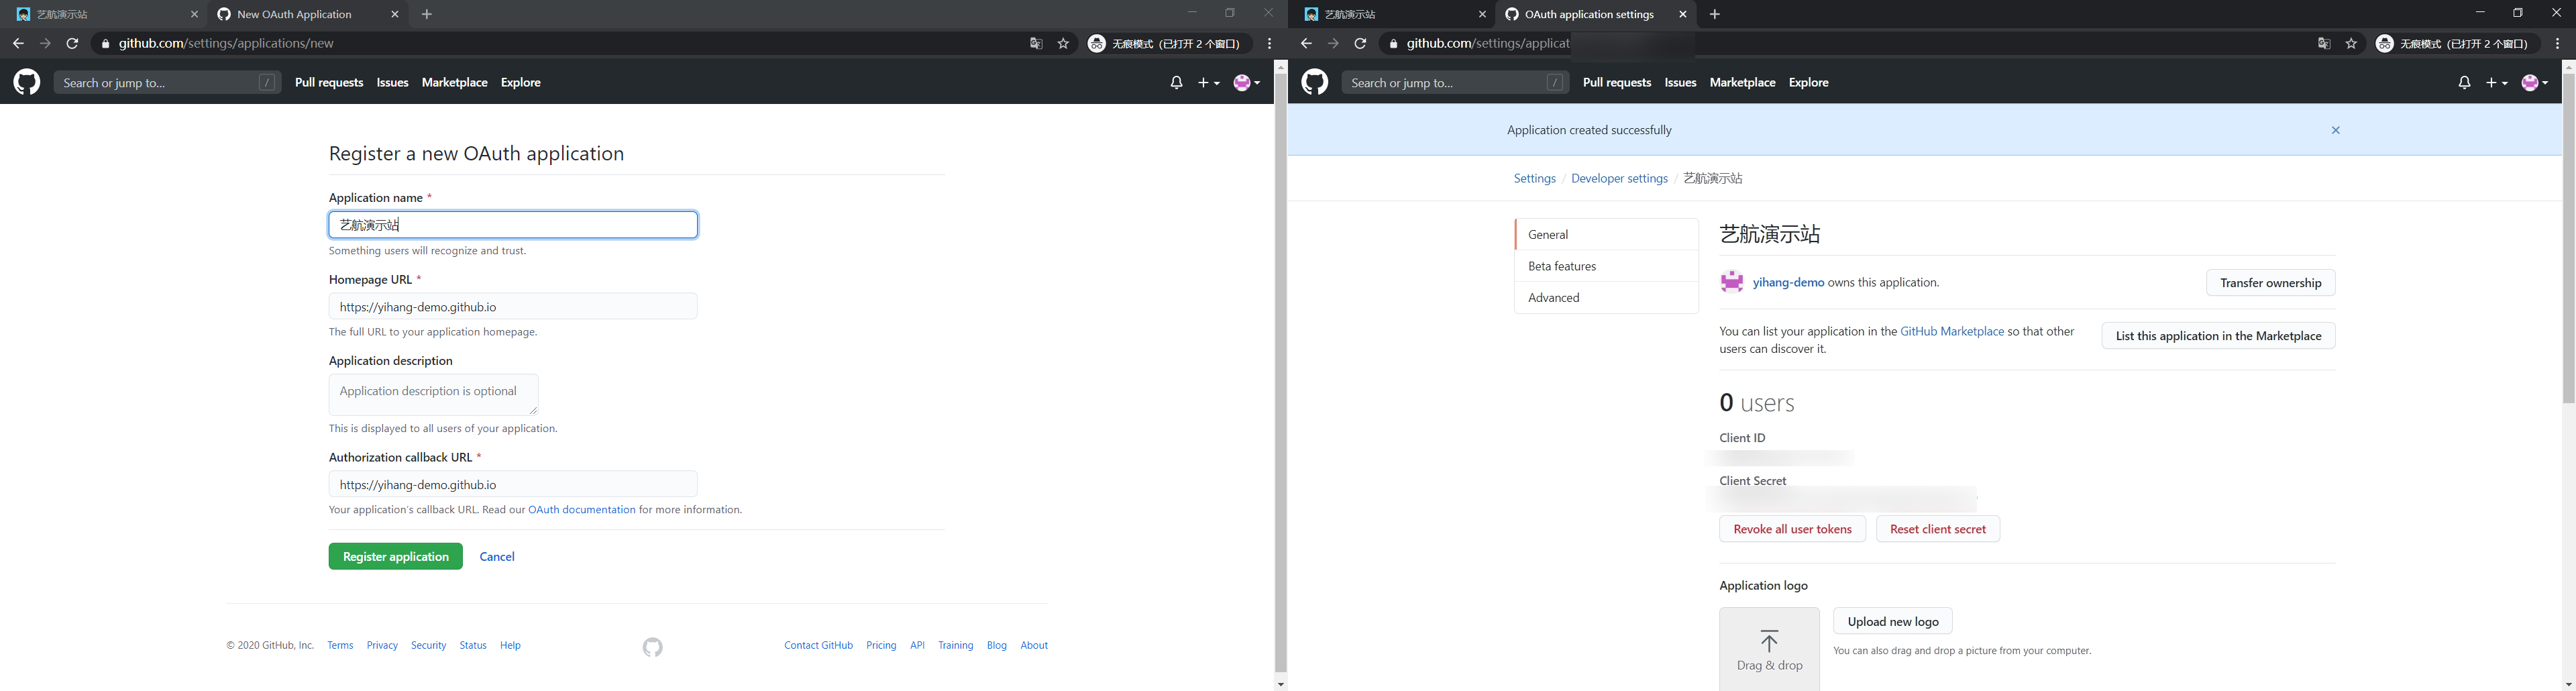 艺航演示站
New OAuth Application
github.com/settings/applications/new
无痕模式（已打开 2 个窗口）
Search or jump to...
/
Pull requests
Issues
Marketplace
Explore
Register a new OAuth application
Application name *
艺航演示站
Something users will recognize and trust.
Homepage URL *
https://yihang-demo.github.io
The full URL to your application homepage.
Application description
Application description is optional
This is displayed to all users of your application.
Authorization callback URL *
https://yihang-demo.github.io
Your application's callback URL. Read our OAuth documentation for more information.
Register application
Cancel
© 2020 GitHub, Inc.
Terms
Privacy
Security
Status
Help
Contact GitHub
Pricing
API
Training
Blog
About
艺航演示站
OAuth application settings
github.com/settings/applicat
无痕模式（已打开 2 个窗口）
Search or jump to...
/
Pull requests
Issues
Marketplace
Explore
Application created successfully
Settings / Developer settings / 艺航演示站
General
Beta features
Advanced
艺航演示站
yihang-demo owns this application.
Transfer ownership
You can list your application in the GitHub Marketplace so that other
users can discover it.
List this application in the Marketplace
0 users
Client ID
Client Secret
Revoke all user tokens
Reset client secret
Application logo
Drag & drop
Upload new logo
You can also drag and drop a picture from your computer.